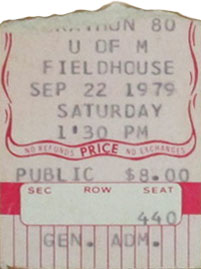 80
U OF M
FIELDHOUSE
SEP 22 1979
SATURDAY
1:30 PM
NO REFUNDS PRICE NO EXCHANGES
PUBLIC $8.00
SEC ROW SEAT
440
GEN. ADM.